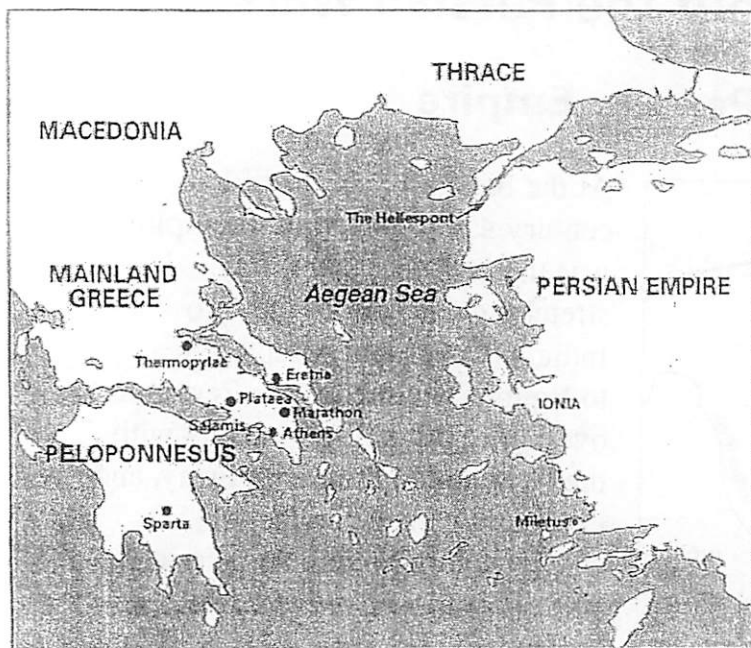 THRACE
MACEDONIA
The Hellespont
MAINLAND
GREECE
Aegean Sea
PERSIAN EMPIRE
Thermopylae
Eretria
Plataea
IONIA
Marathon
Salamis
Athens
PELOPONNESUS
Sparta
Miletus